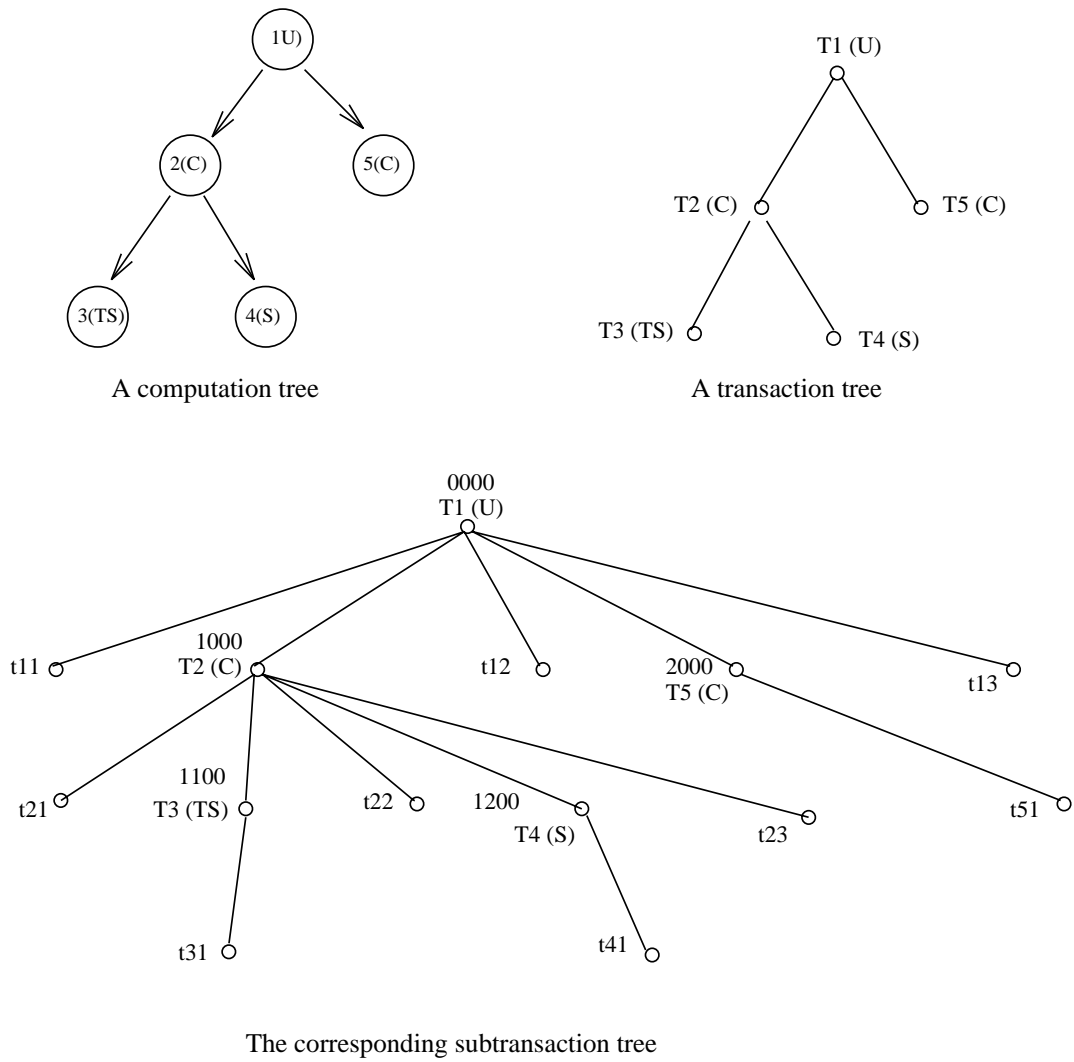 1U)
2(C)
5(C)
3(TS)
4(S)
A computation tree
T1 (U)
T2 (C)
T5 (C)
T3 (TS)
T4 (S)
A transaction tree
0000
T1 (U)
t11
1000
T2 (C)
t12
2000
T5 (C)
t13
t21
1100
T3 (TS)
t22
1200
T4 (S)
t23
t51
t31
t41
The corresponding subtransaction tree